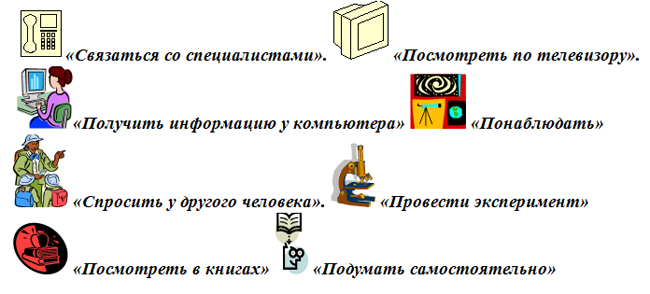 «Связаться со специалистами». «Посмотреть по телевизору».
«Получить информацию у компьютера» «Понаблюдать»
«Спросить у другого человека». «Провести эксперимент»
«Посмотреть в книгах» «Подумать самостоятельно»